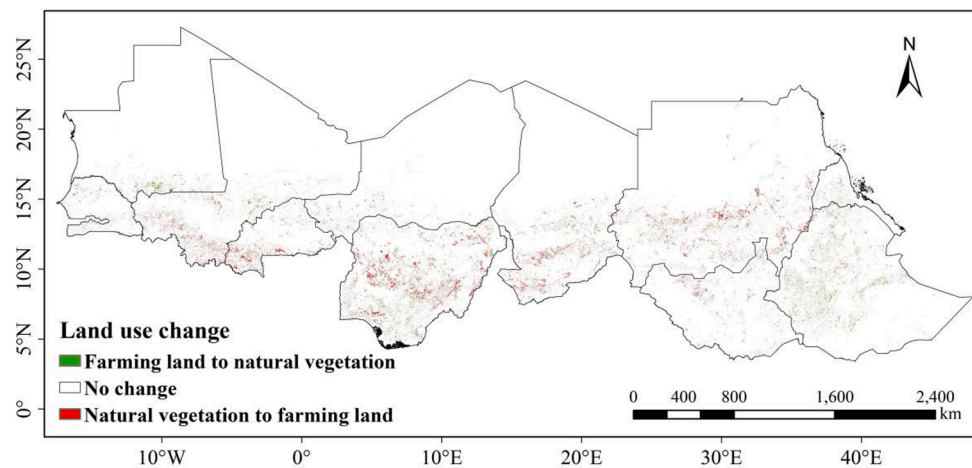 N
25°N
20°N
15°N
10°N
5°N
0°
Land use change
Farming land to natural vegetation
No change
Natural vegetation to farming land
0 400 800 1,600 2,400
km
10°W 0°E 10°E 20°E 30°E 40°E